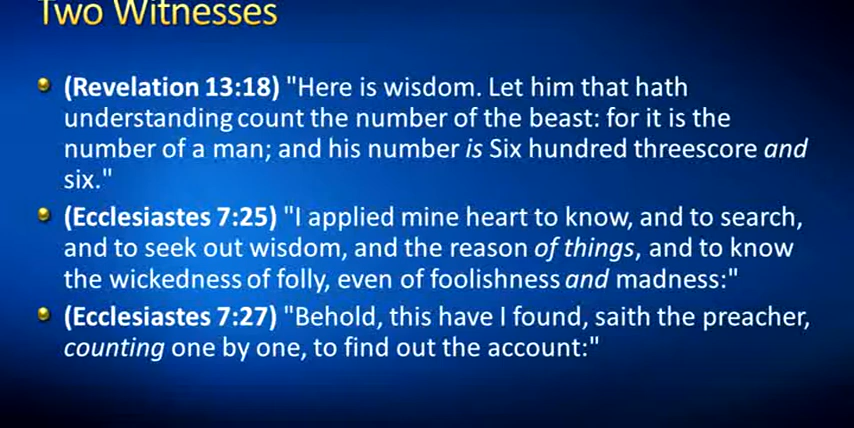 Two Witnesses
(Revelation 13:18) "Here is wisdom. Let him that hath
understanding count the number of the beast: for it is the
number of a man; and his number is Six hundred threescore and
six."
(Ecclesiastes 7:25) "I applied mine heart to know, and to search,
and to seek out wisdom, and the reason of things, and to know
the wickedness of folly, even of foolishness and madness:"
(Ecclesiastes 7:27) "Behold, this have I found, saith the preacher,
counting one by one, to find out the account:"